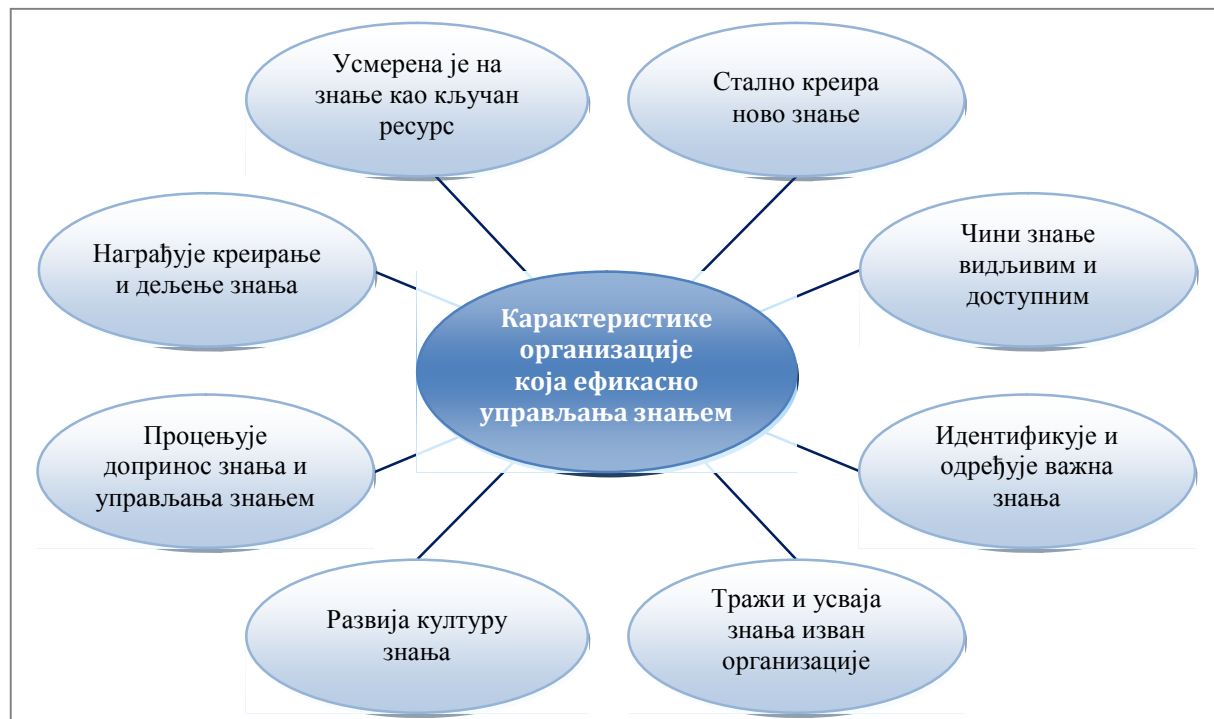 Усмерена је на
знање као кључан
ресурс
Стално креира
ново знање
Награђује креирање
и дељење знања
Чини знање
видљивим и
доступним
Карактеристике
организације
која ефикасно
управљања знањем
Процењује
допринос знања и
управљања знањем
Идентификује и
одређује важна
знања
Развија културу
знања
Тражи и усваја
знања изван
организације